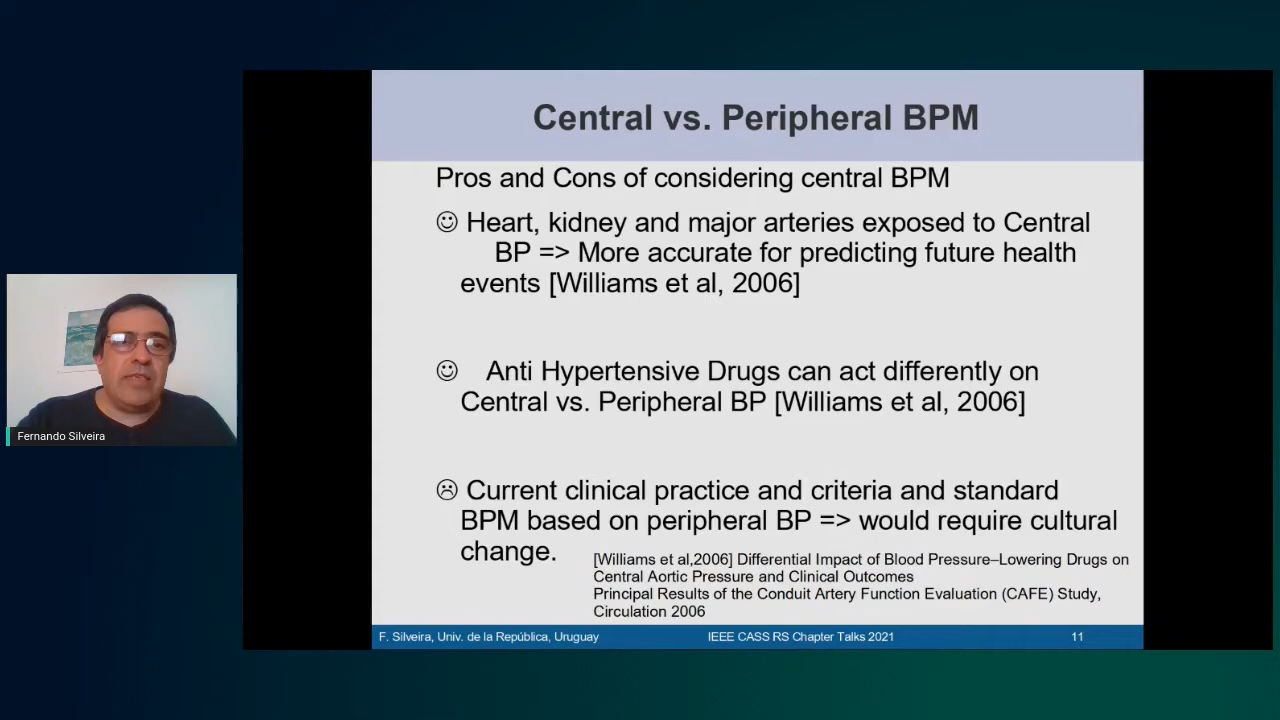 Central vs. Peripheral BPM
Pros and Cons of considering central BPM
☺ Heart, kidney and major arteries exposed to Central
BP => More accurate for predicting future health
events [Williams et al, 2006]
☺ Anti Hypertensive Drugs can act differently on
Central vs. Peripheral BP [Williams et al, 2006]
☹ Current clinical practice and criteria and standard
BPM based on peripheral BP => would require cultural
change.
[Williams et al,2006] Differential Impact of Blood Pressure–Lowering Drugs on
Central Aortic Pressure and Clinical Outcomes
Principal Results of the Conduit Artery Function Evaluation (CAFE) Study,
Circulation 2006
F. Silveira, Univ. de la República, Uruguay
IEEE CASS RS Chapter Talks 2021
11
Fernando Silveira